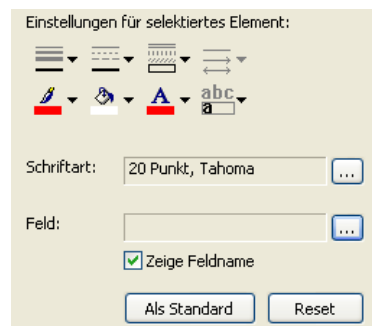 Einstellungen für selektiertes Element:
A abc
a
Schriftart: 20 Punkt, Tahoma ...
Feld: ...
Zeige Feldname
Als Standard Reset